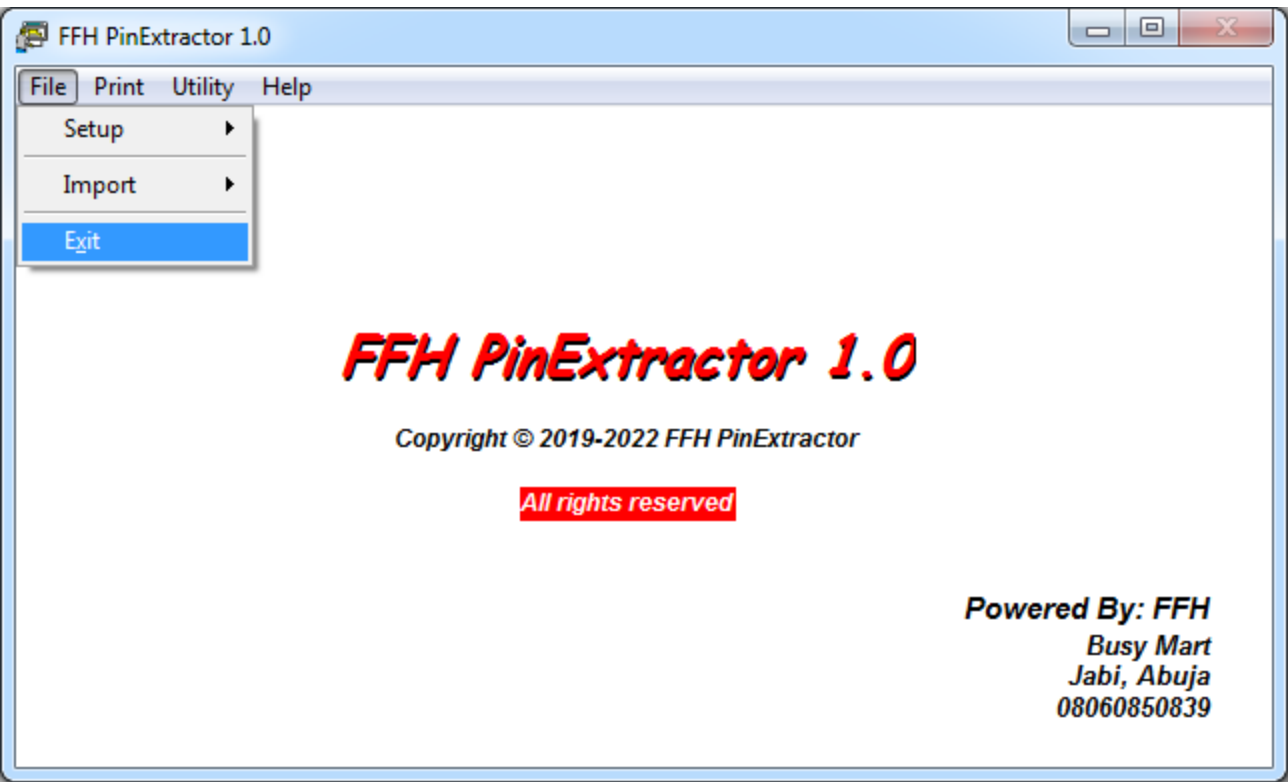 FFH PinExtractor 1.0
File Print Utility Help
Setup
Import
Exit
FFH PinExtractor 1.0
Copyright © 2019-2022 FFH PinExtractor
All rights reserved
Powered By: FFH
Busy Mart
Jabi, Abuja
08060850839